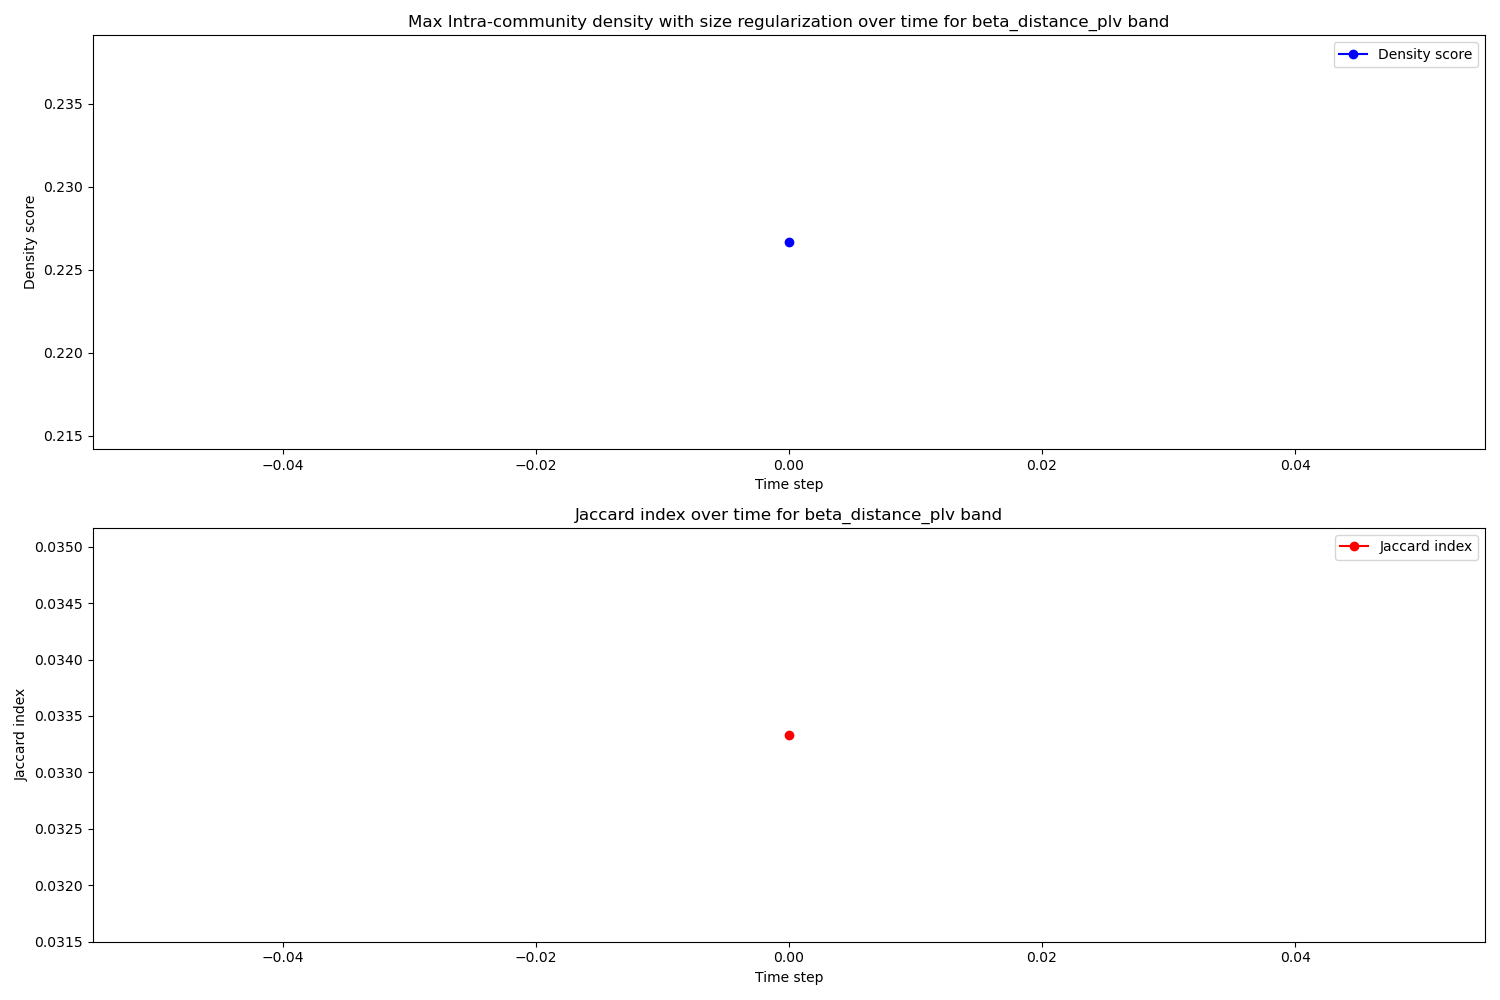 Max Intra-community density with size regularization over time for beta_distance_plv band
Density score
0.235
0.230
0.225
0.220
0.215
Density score
−0.04
−0.02
0.00
0.02
0.04
Time step
Jaccard index over time for beta_distance_plv band
Jaccard index
0.0350
0.0345
0.0340
0.0335
0.0330
0.0325
0.0320
0.0315
Jaccard index
−0.04
−0.02
0.00
0.02
0.04
Time step